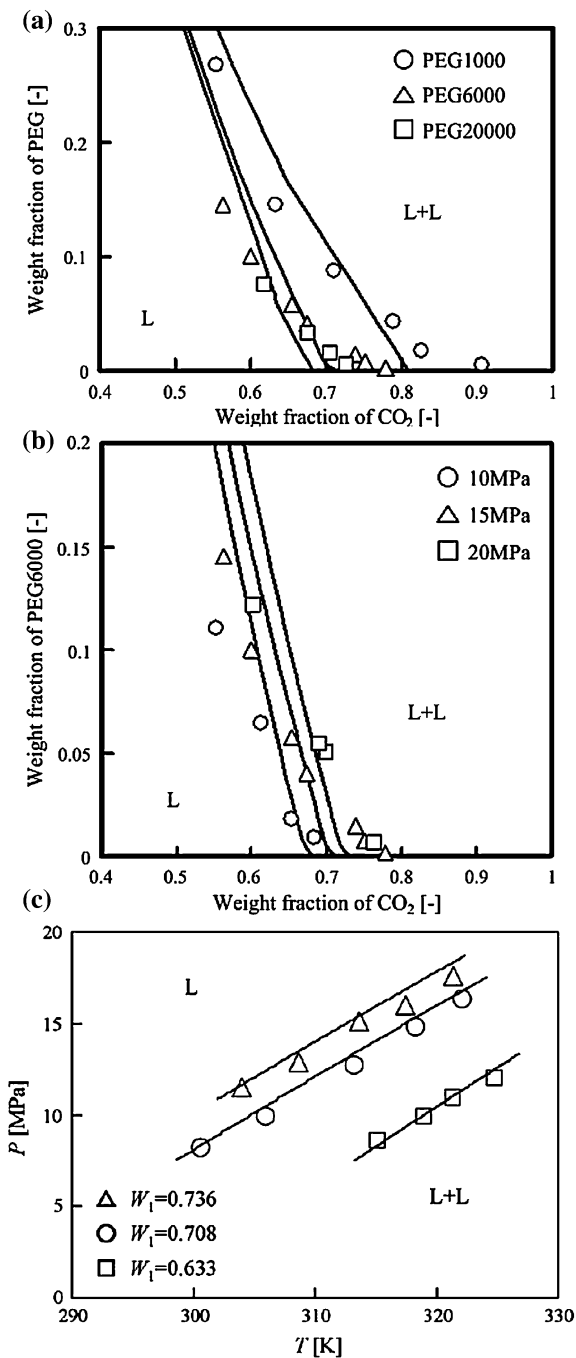 (a)
0.3
0.2
0.1
0
Weight fraction of PEG [-]
PEG1000
PEG6000
PEG20000
L+L
L
0.4 0.5 0.6 0.7 0.8 0.9 1
Weight fraction of CO2 [-]
(b)
0.2
0.15
0.1
0.05
0
Weight fraction of PEG6000 [-]
10MPa
15MPa
20MPa
L+L
L
0.4 0.5 0.6 0.7 0.8 0.9 1
Weight fraction of CO2 [-]
(c)
20
15
10
5
0
P [MPa]
L
L+L
W1=0.736
W1=0.708
W1=0.633
290 300 310 320 330
T [K]